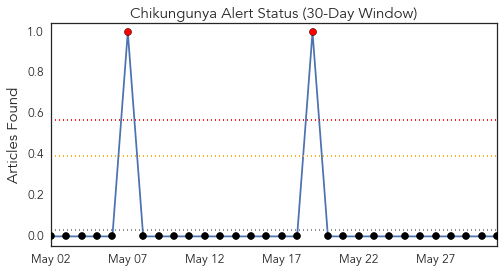 Chikungunya Alert Status (30-Day Window)
Articles Found
1.0
0.8
0.6
0.4
0.2
0.0
May 02 May 07 May 12 May 17 May 22 May 27